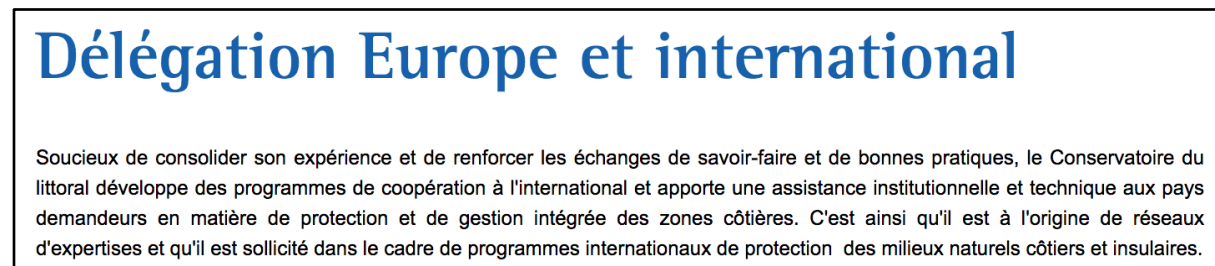 Délégation Europe et international
Soucieux de consolider son expérience et de renforcer les échanges de savoir-faire et de bonnes pratiques, le Conservatoire du
littoral développe des programmes de coopération à l'international et apporte une assistance institutionnelle et technique aux pays
demandeurs en matière de protection et de gestion intégrée des zones côtières. C'est ainsi qu'il est à l'origine de réseaux
d'expertises et qu'il est sollicité dans le cadre de programmes internationaux de protection  des milieux naturels côtiers et insulaires.